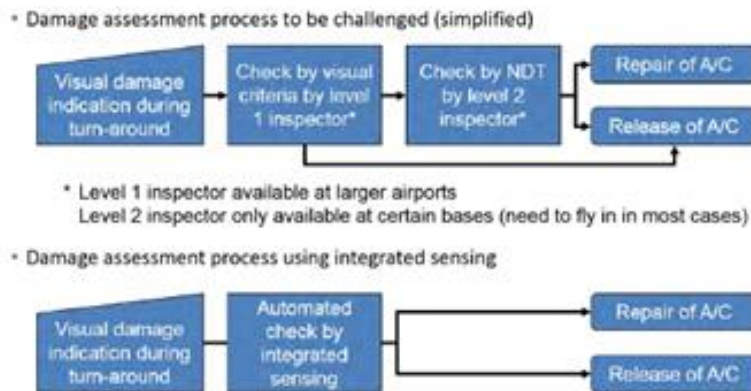 • Damage assessment process to be challenged (simplified)
Visual damage
indication during
turn-around
Check by visual
criteria by level
1 inspector*
Check by NDT
by level 2
inspector*
Repair of A/C
Release of A/C
* Level 1 inspector available at larger airports
Level 2 inspector only available at certain bases (need to fly in in most cases)
• Damage assessment process using integrated sensing
Visual damage
indication during
turn-around
Automated
check by
integrated
sensing
Repair of A/C
Release of A/C